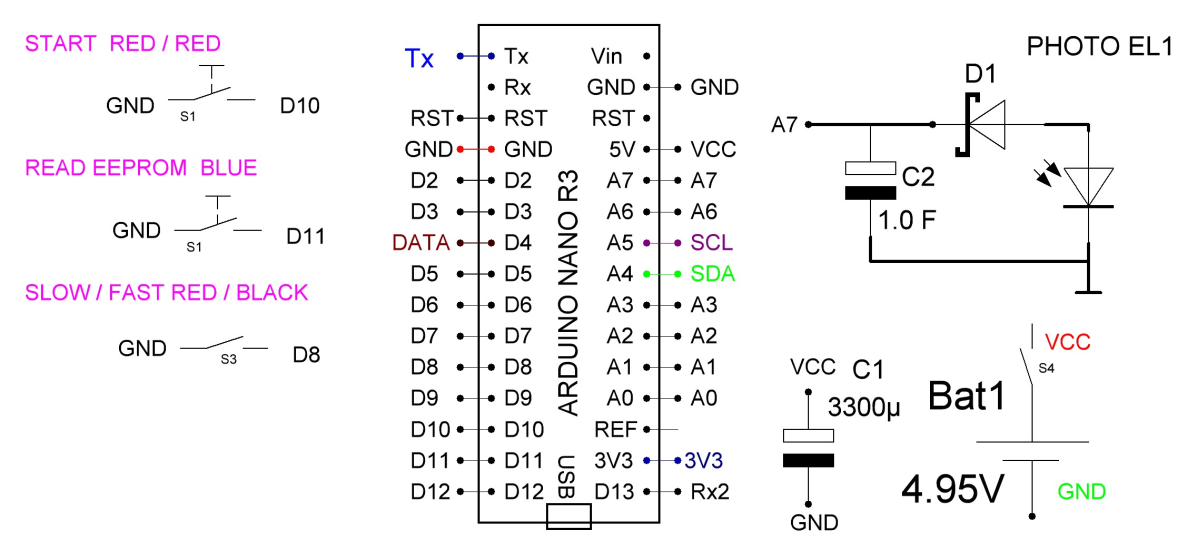 START RED / RED
GND S1 D10
READ EEPROM BLUE
GND S1 D11
SLOW / FAST RED / BLACK
GND S3 D8
Tx Tx Vin
Rx GND GND
RST RST RST
GND GND 5V VCC
D2 D2 A7 A7
D3 D3 A6 A6
DATA D4 A5 SCL
D5 D5 A4 SDA
D6 D6 A3 A3
D7 D7 A2 A2
D8 D8 A1 A1
D9 D9 A0 A0
D10 D10 REF
D11 D11 3V3 3V3
D12 D12 D13 Rx2
ARDUINO NANO R3
USB
PHOTO EL1
D1
A7
C2
1.0 F
VCC C1
3300µ
GND
VCC
S4
Bat1
4.95V
GND